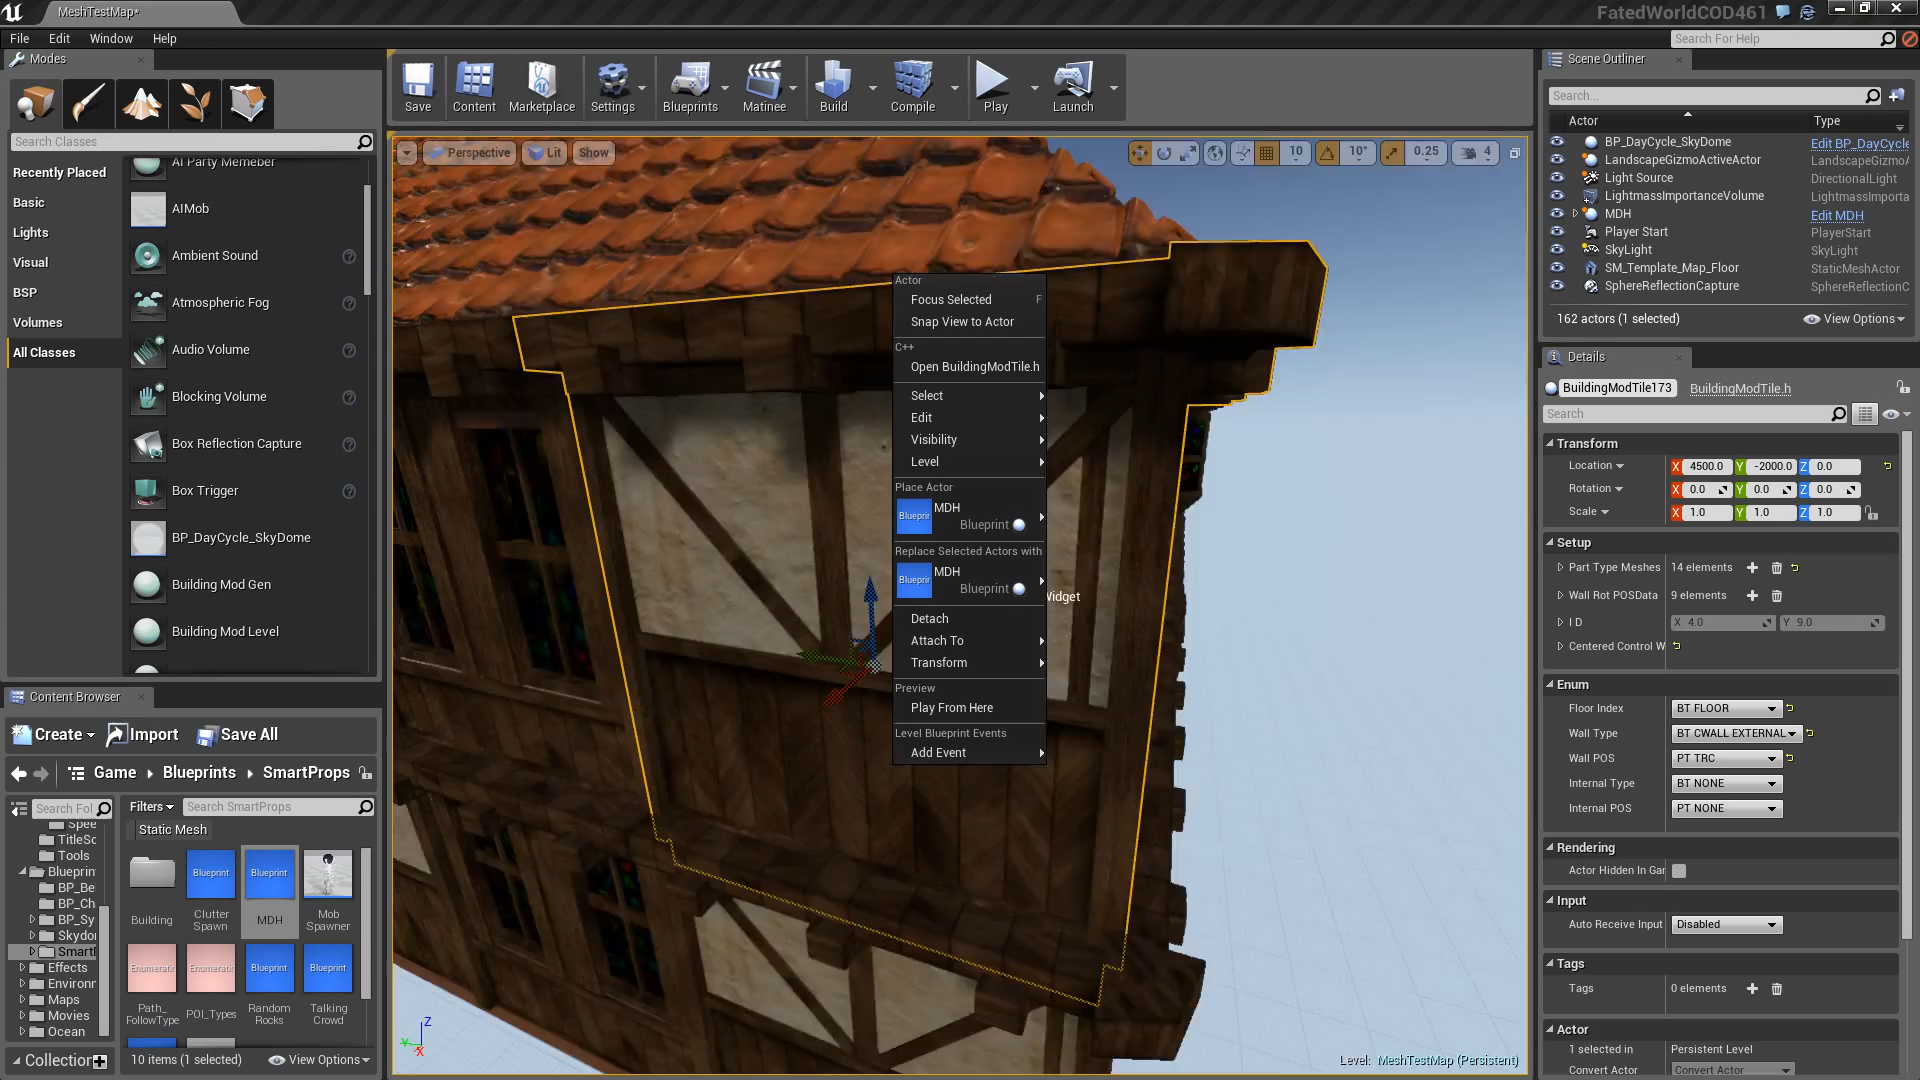 MeshTestMap*
FatedWorldCOD461
File Edit Window Help
Search For Help
Modes
Search Classes
Recently Placed
Basic
Lights
Visual
BSP
Volumes
All Classes
AI Party Memeber
AIMob
Ambient Sound
Atmospheric Fog
Audio Volume
Blocking Volume
Box Reflection Capture
Box Trigger
BP_DayCycle_SkyDome
Building Mod Gen
Building Mod Level
Save Content Marketplace Settings Blueprints Matinee Build Compile Play Launch
Perspective Lit Show
10 10° 0.25 4
Actor
Focus Selected F
Snap View to Actor
C++
Open BuildingModTile.h
Select
Edit
Visibility
Level
Place Actor
Blueprir MDH
Blueprint
Replace Selected Actors with
Blueprir MDH
Blueprint
Widget
Detach
Attach To
Transform
Preview
Play From Here
Level Blueprint Events
Add Event
Z
Y
X
Level: MeshTestMap (Persistent)
Content Browser
Create Import Save All
Game Blueprints SmartProps
Search Fol
Filters Search SmartProps
Static Mesh
Spee
TitleSc
Tools
Blueprin
BP_Be
BP_Ch
BP_Sy
Skydo
SmartP
Effects
Environm
Maps
Movies
Ocean
Collection
Building
Blueprint
Clutter
Spawn
Blueprint
MDH
Mob
Spawner
Enumeratic
Path_
FollowType
Enumeratic
POI_Types
Blueprint
Random
Rocks
Blueprint
Talking
Crowd
10 items (1 selected) View Options
Scene Outliner
Search...
Actor Type
BP_DayCycle_SkyDome Edit BP_DayCycle
LandscapeGizmoActiveActor LandscapeGizmoA
Light Source DirectionalLight
LightmassImportanceVolume LightmassImporta
MDH Edit MDH
Player Start PlayerStart
SkyLight SkyLight
SM_Template_Map_Floor StaticMeshActor
SphereReflectionCapture SphereReflectionC
162 actors (1 selected) View Options
Details
BuildingModTile173 BuildingModTile.h
Search
Transform
Location X 4500.0 Y -2000.0 Z 0.0
Rotation X 0.0 Y 0.0 Z 0.0
Scale X 1.0 Y 1.0 Z 1.0
Setup
Part Type Meshes 14 elements
Wall Rot POSData 9 elements
I D X 4.0 Y 9.0
Centered Control W
Enum
Floor Index BT FLOOR
Wall Type BT CWALL EXTERNAL
Wall POS PT TRC
Internal Type BT NONE
Internal POS PT NONE
Rendering
Actor Hidden In Gar
Input
Auto Receive Input Disabled
Tags
Tags 0 elements
Actor
1 selected in Persistent Level
Convert Actor Convert Actor